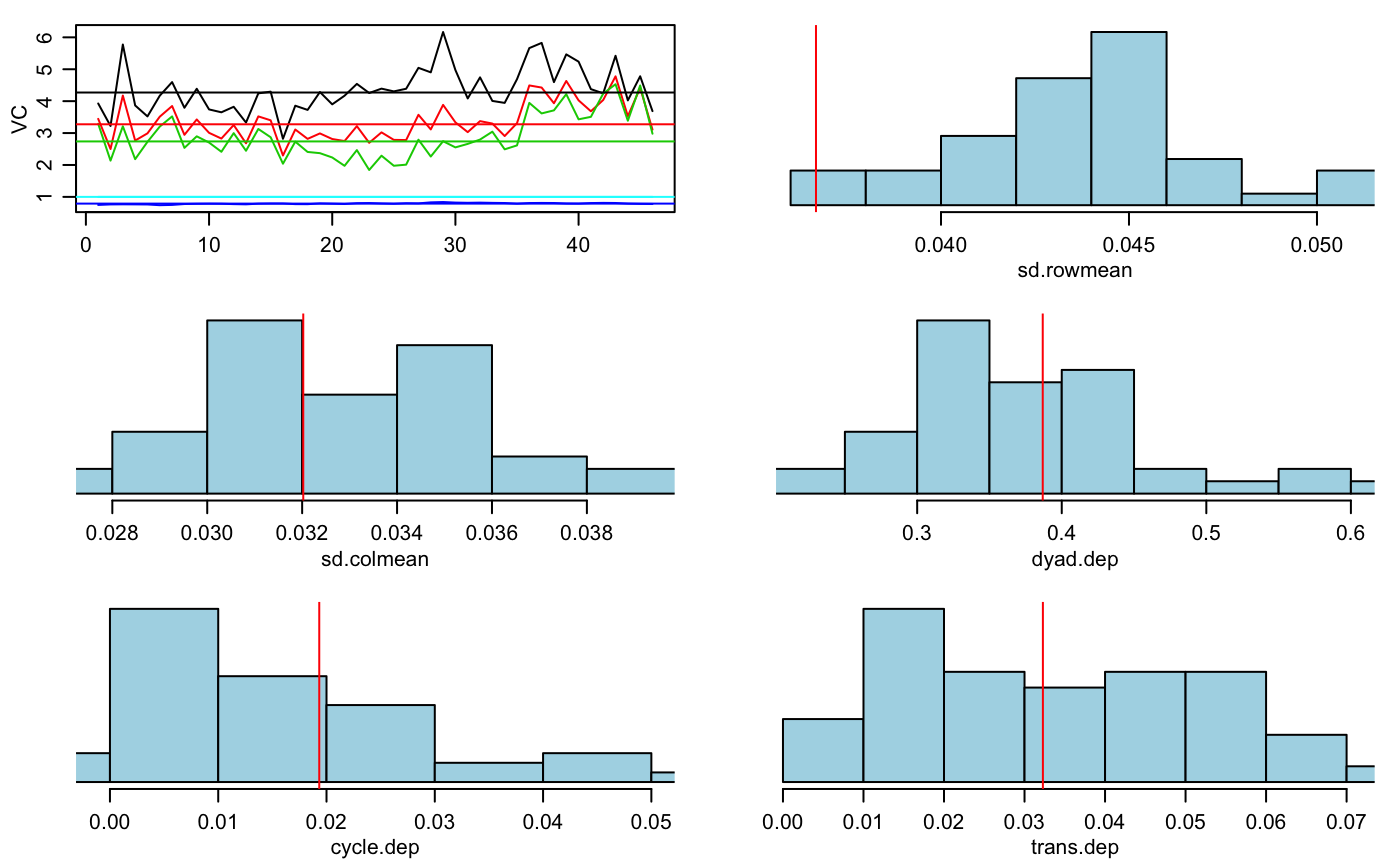 VC
6
5
4
3
2
1
0 10 20 30 40
0.040 0.045 0.050
sd.rowmean
0.028 0.030 0.032 0.034 0.036 0.038
sd.colmean
0.3 0.4 0.5 0.6
dyad.dep
0.00 0.01 0.02 0.03 0.04 0.05
cycle.dep
0.00 0.01 0.02 0.03 0.04 0.05 0.06 0.07
trans.dep